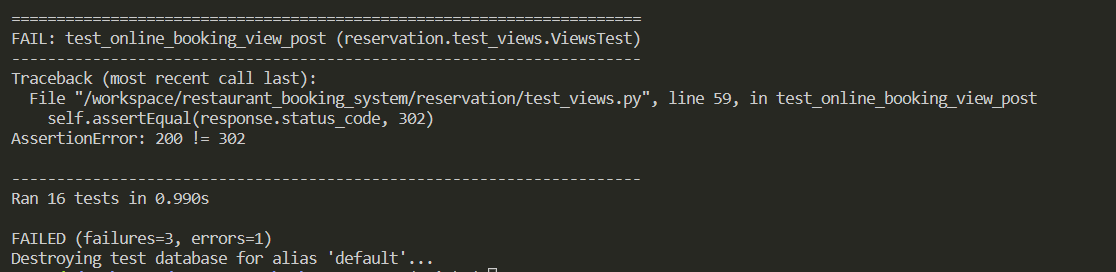 ======================================================================
FAIL: test_online_booking_view_post (reservation.test_views.ViewsTest)
----------------------------------------------------------------------
Traceback (most recent call last):
  File "/workspace/restaurant_booking_system/reservation/test_views.py", line 59, in test_online_booking_view_post
    self.assertEqual(response.status_code, 302)
AssertionError: 200 != 302

----------------------------------------------------------------------
Ran 16 tests in 0.990s

FAILED (failures=3, errors=1)
Destroying test database for alias 'default'...